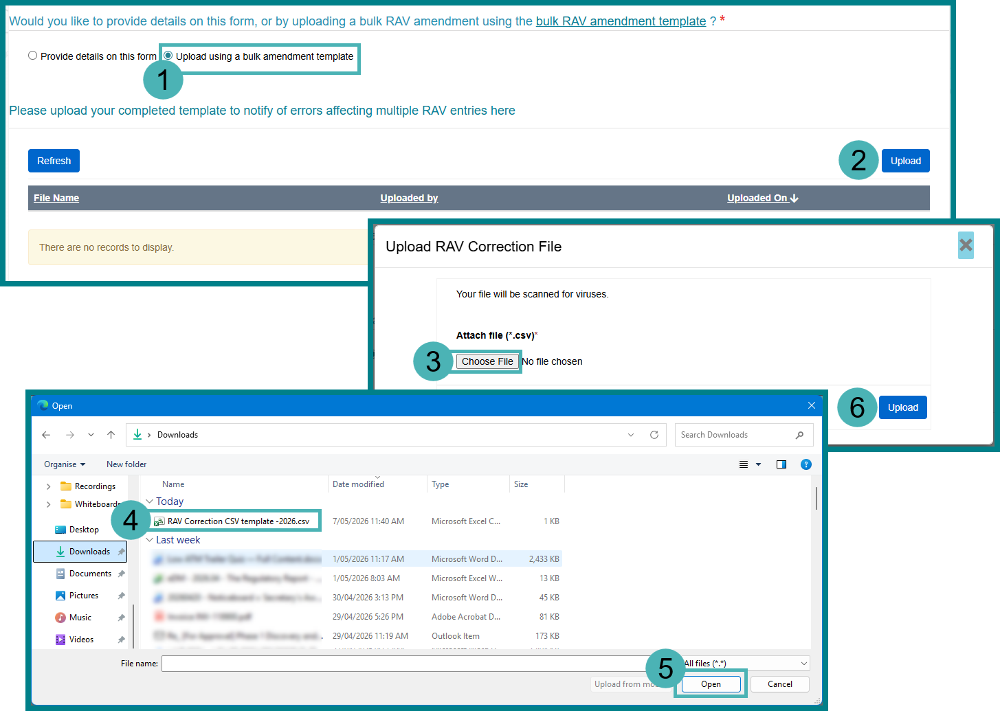 Would you like to provide details on this form, or by uploading a bulk RAV amendment using the bulk RAV amendment template ? *
Provide details on this form Upload using a bulk amendment template
1
Please upload your completed template to notify of errors affecting multiple RAV entries here
Refresh
2 Upload
File Name Uploaded by Uploaded On
There are no records to display.
Upload RAV Correction File
Your file will be scanned for viruses.
Attach file (*.csv)*
3 Choose File No file chosen
6 Upload
Open
Downloads
Search Downloads
Organise New folder
Name Date modified Type Size
Recordings
Whiteboards
Desktop
Downloads
Documents
Pictures
Music
Videos
Today
4 RAV Correction CSV template -2026.csv 7/05/2026 11:40 AM Microsoft Excel C... 1 KB
Last week
1/05/2026 11:17 AM Microsoft Word D... 2,433 KB
1/05/2026 8:03 AM Microsoft Excel W... 13 KB
30/04/2026 3:13 PM Microsoft Word D... 45 KB
29/04/2026 5:26 PM Adobe Acrobat D... 81 KB
29/04/2026 11:19 AM Outlook Item 173 KB
File name:
All files (*.*)
5
Upload from
Open
Cancel